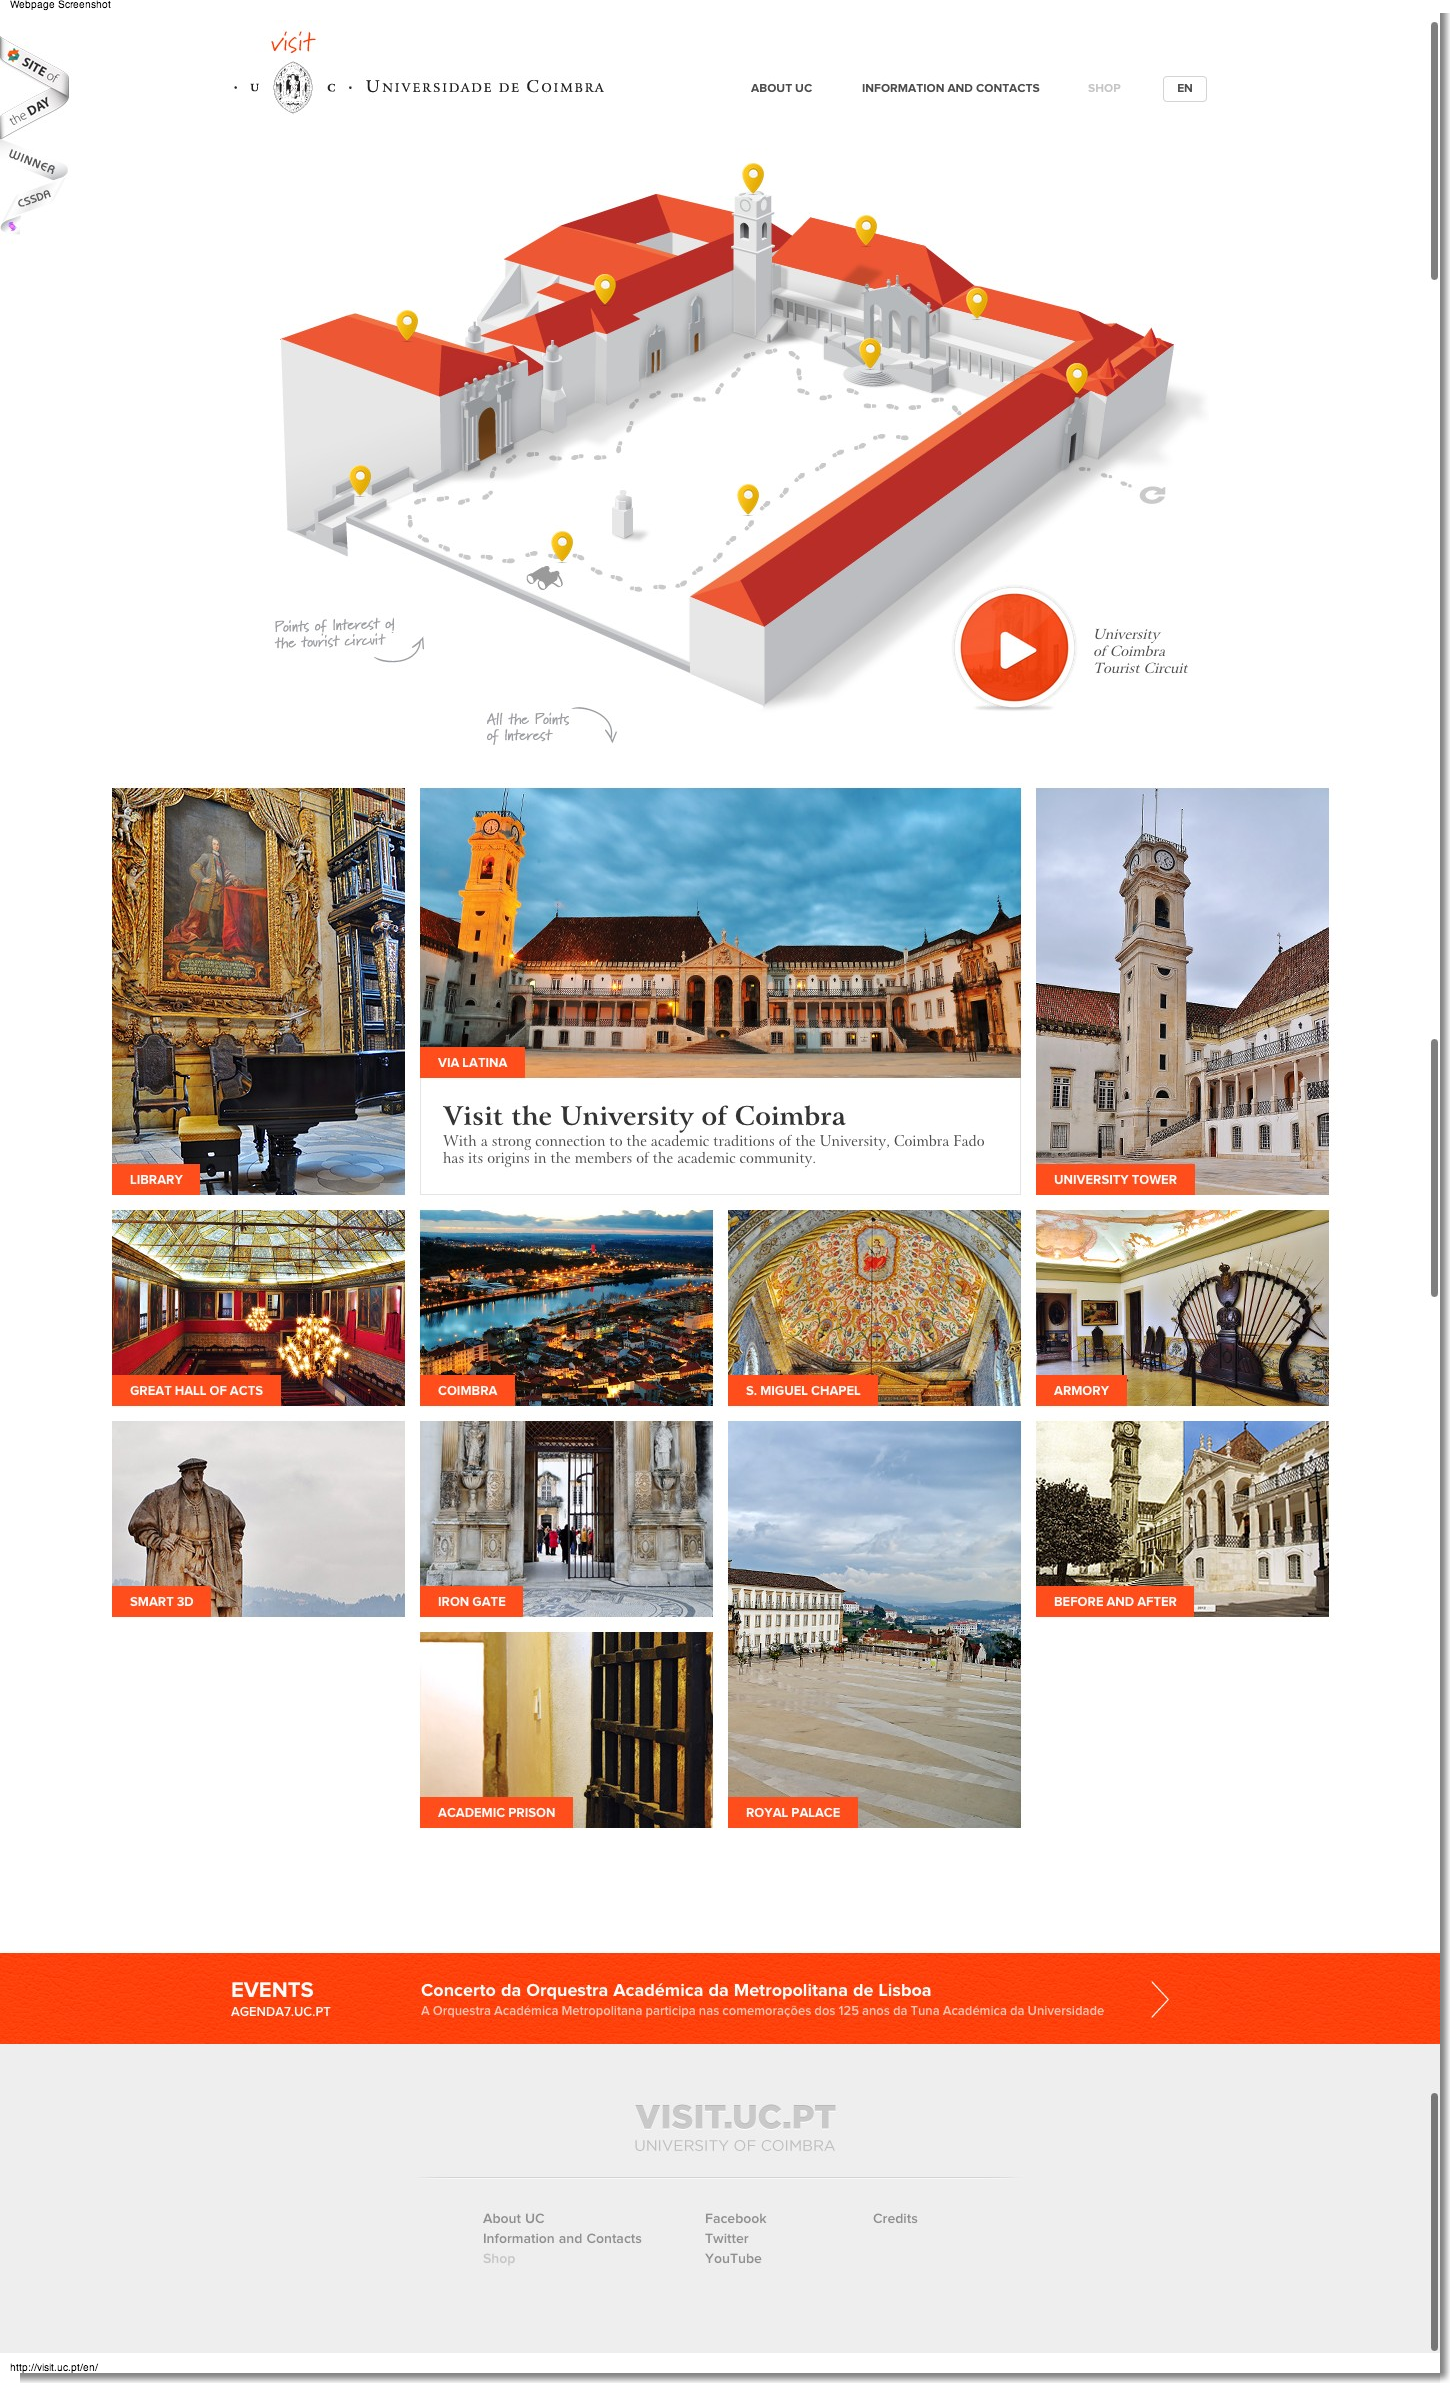 Webpage Screenshot
SITE of
the DAY
WINNER
CSSDA
visit
· U C · UNIVERSIDADE DE COIMBRA
ABOUT UC
INFORMATION AND CONTACTS
SHOP
EN
Points of Interest of
the tourist circuit
University
of Coimbra
Tourist Circuit
All the Points
of Interest
LIBRARY
VIA LATINA
Visit the University of Coimbra
With a strong connection to the academic traditions of the University, Coimbra Fado
has its origins in the members of the academic community.
UNIVERSITY TOWER
GREAT HALL OF ACTS
COIMBRA
S. MIGUEL CHAPEL
ARMORY
SMART 3D
IRON GATE
BEFORE AND AFTER
ACADEMIC PRISON
ROYAL PALACE
EVENTS
AGENDA7.UC.PT
Concerto da Orquestra Académica da Metropolitana de Lisboa
A Orquestra Académica Metropolitana participa nas comemorações dos 125 anos da Tuna Académica da Universidade
VISIT.UC.PT
UNIVERSITY OF COIMBRA
About UC
Information and Contacts
Shop
Facebook
Twitter
YouTube
Credits
http://visit.uc.pt/en/